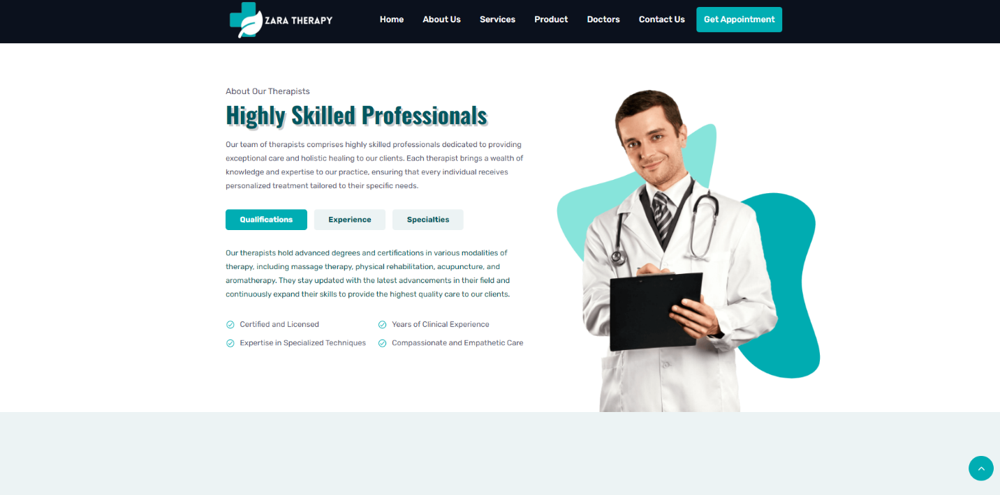 ZARA THERAPY
Home About Us Services Product Doctors Contact Us Get Appointment
About Our Therapists
Highly Skilled Professionals
Our team of therapists comprises highly skilled professionals dedicated to providing
exceptional care and holistic healing to our clients. Each therapist brings a wealth of
knowledge and expertise to our practice, ensuring that every individual receives
personalized treatment tailored to their specific needs.
Qualifications Experience Specialties
Our therapists hold advanced degrees and certifications in various modalities of
therapy, including massage therapy, physical rehabilitation, acupuncture, and
aromatherapy. They stay updated with the latest advancements in their field and
continuously expand their skills to provide the highest quality care to our clients.
Certified and Licensed Years of Clinical Experience
Expertise in Specialized Techniques Compassionate and Empathetic Care